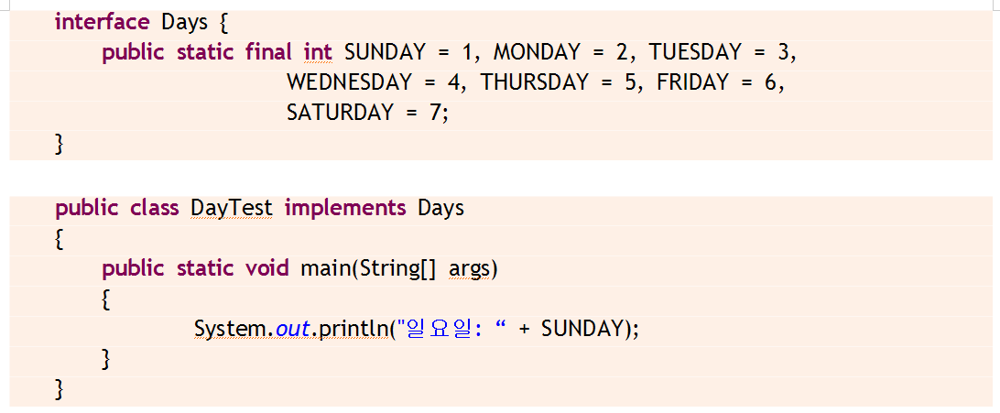 interface Days {
public static final int SUNDAY = 1, MONDAY = 2, TUESDAY = 3,
WEDNESDAY = 4, THURSDAY = 5, FRIDAY = 6,
SATURDAY = 7;
}
public class DayTest implements Days
{
public static void main(String[] args)
{
System.out.println("일요일: “ + SUNDAY);
}
}